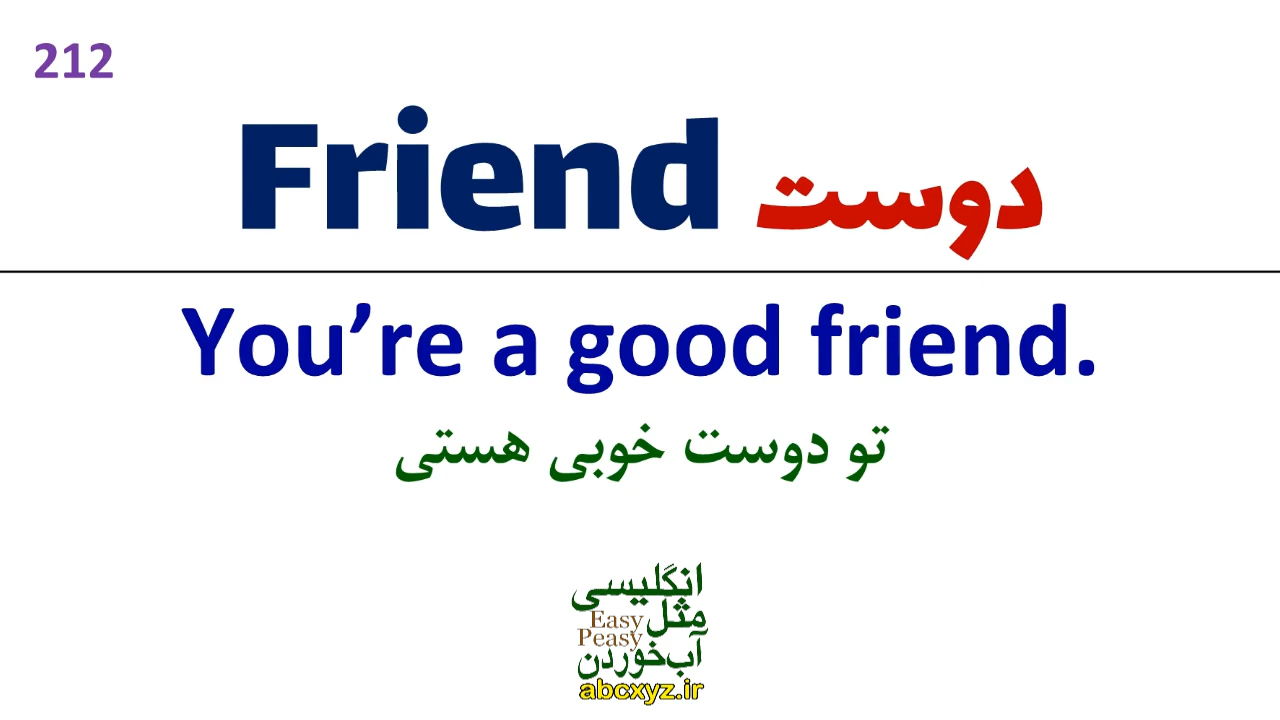 212
Friend دوست
You’re a good friend.
تو دوست خوبی هستی
انگلیسی
مثل Easy
Peasy
آب‌خوردن
abcxyz.ir